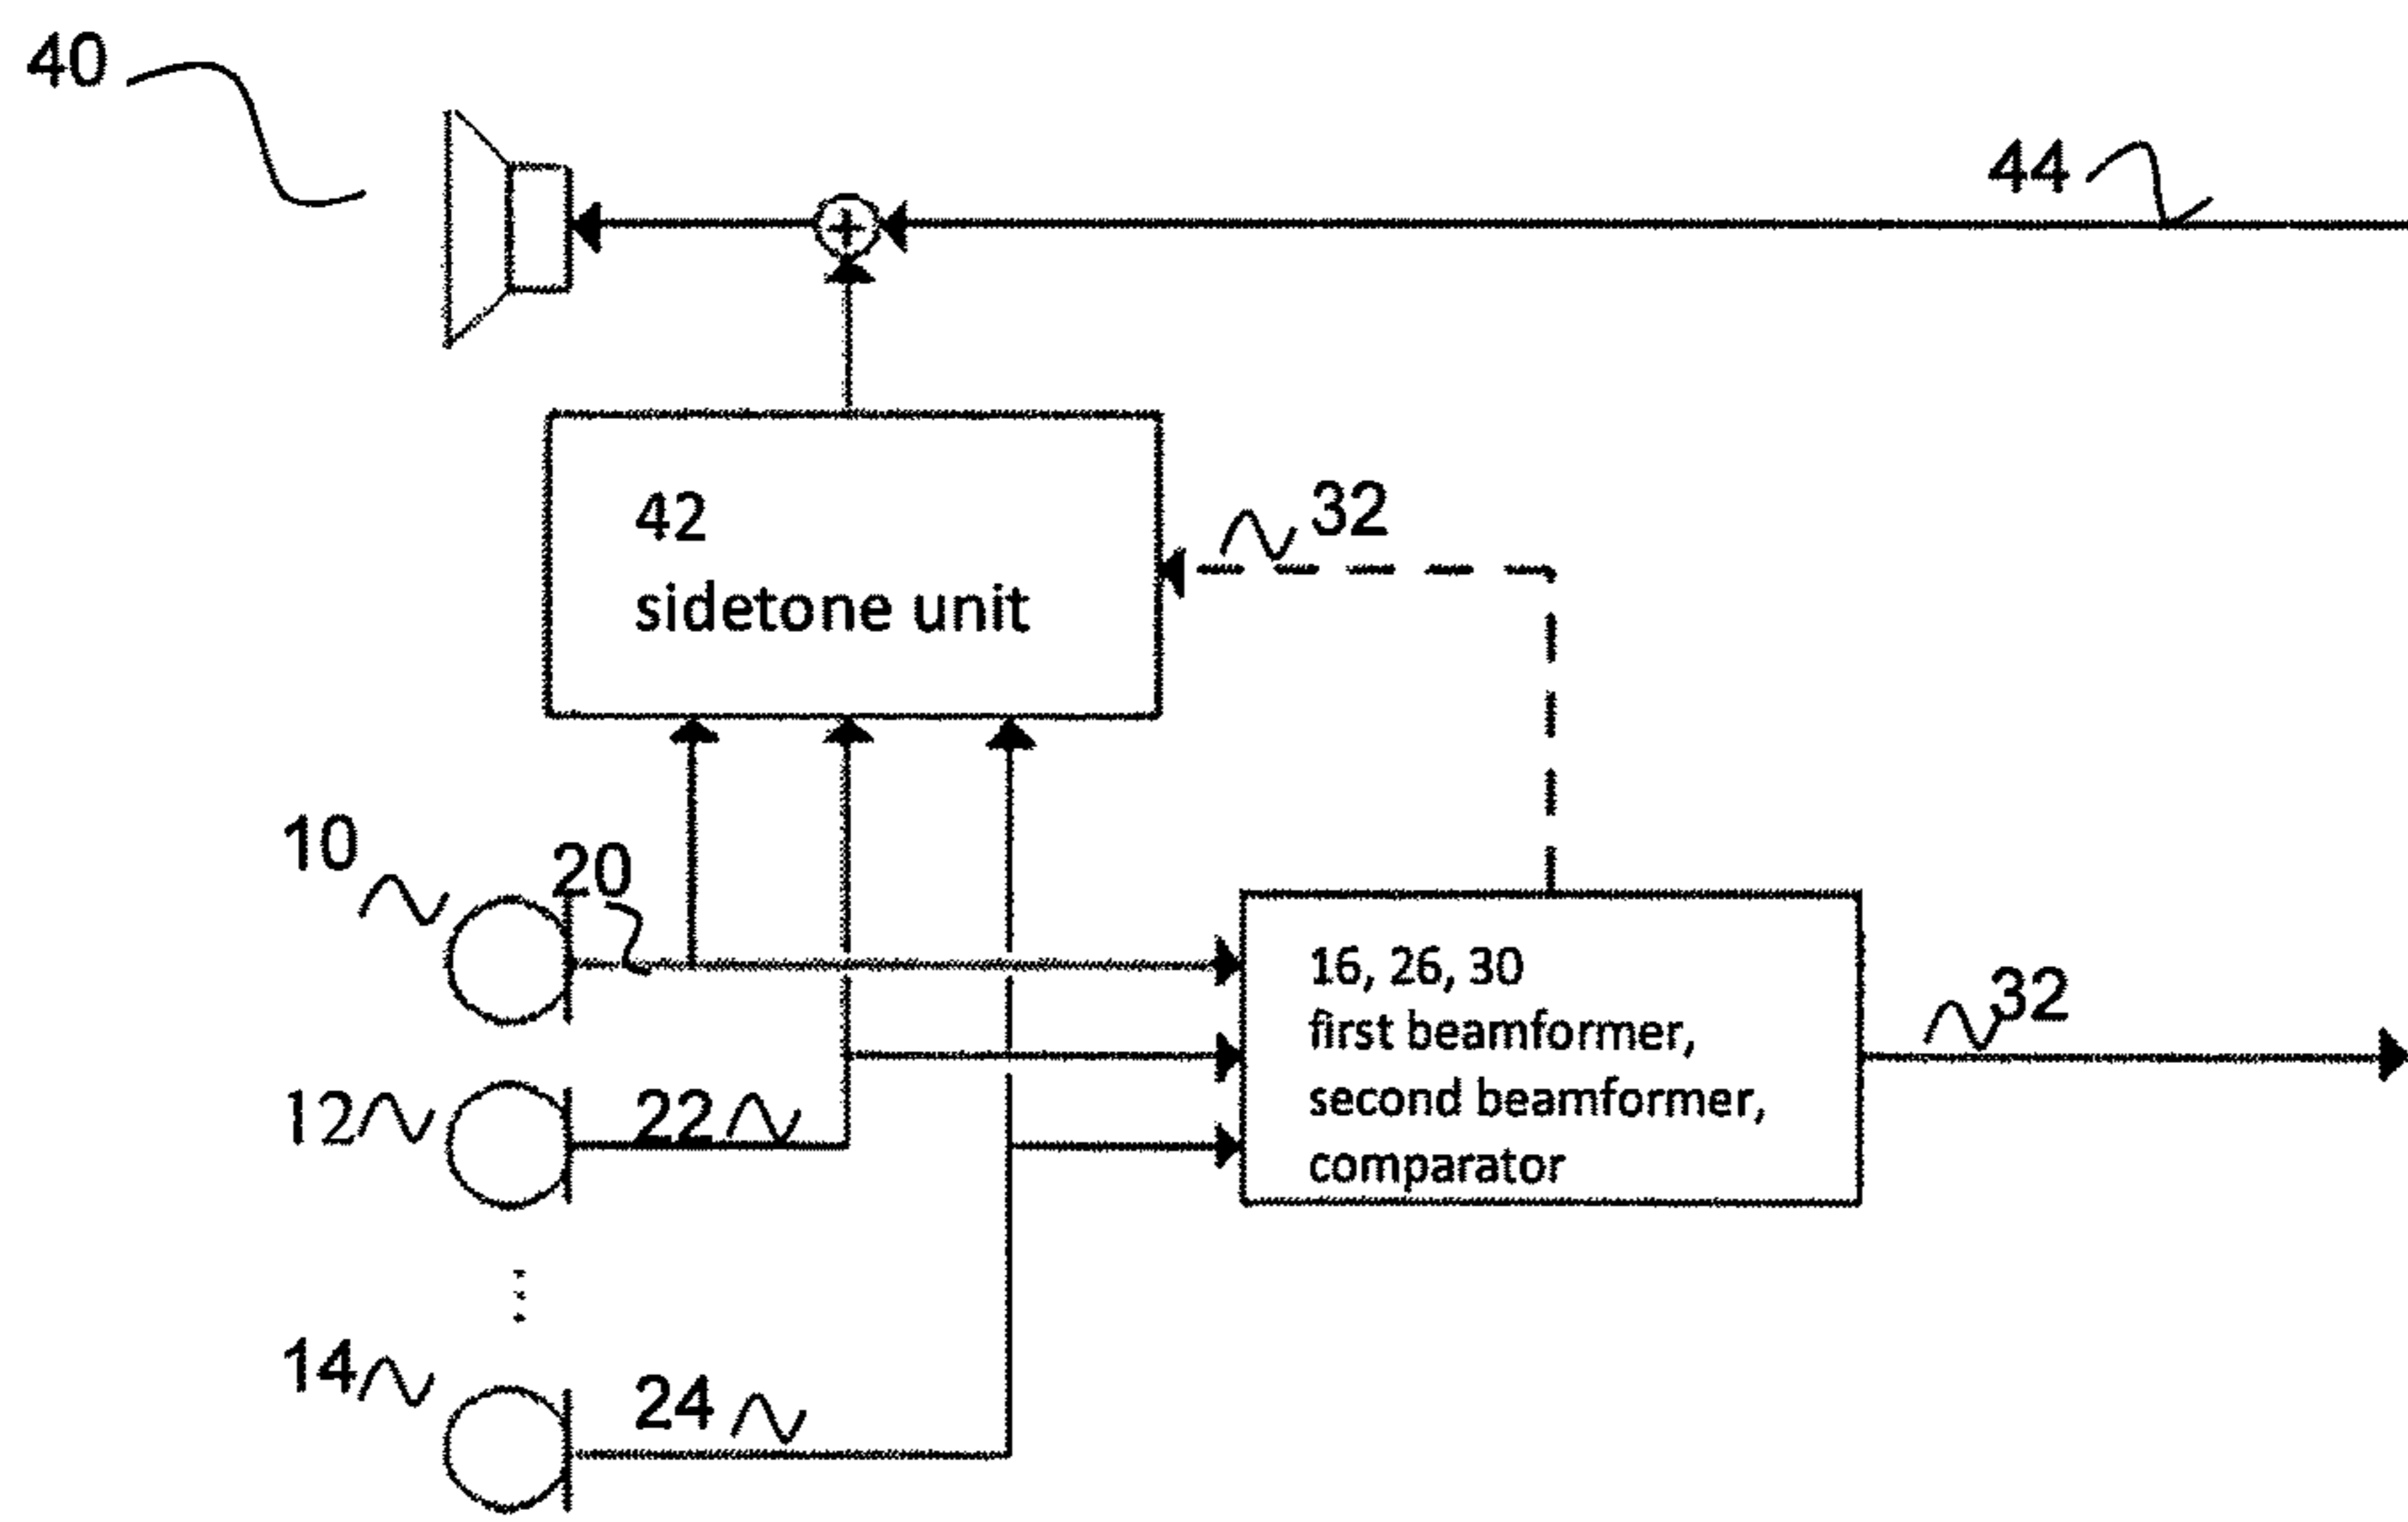 40
44
42
sidetone unit
32
10
20
16, 26, 30
first beamformer,
second beamformer,
comparator
32
12
22
14
24